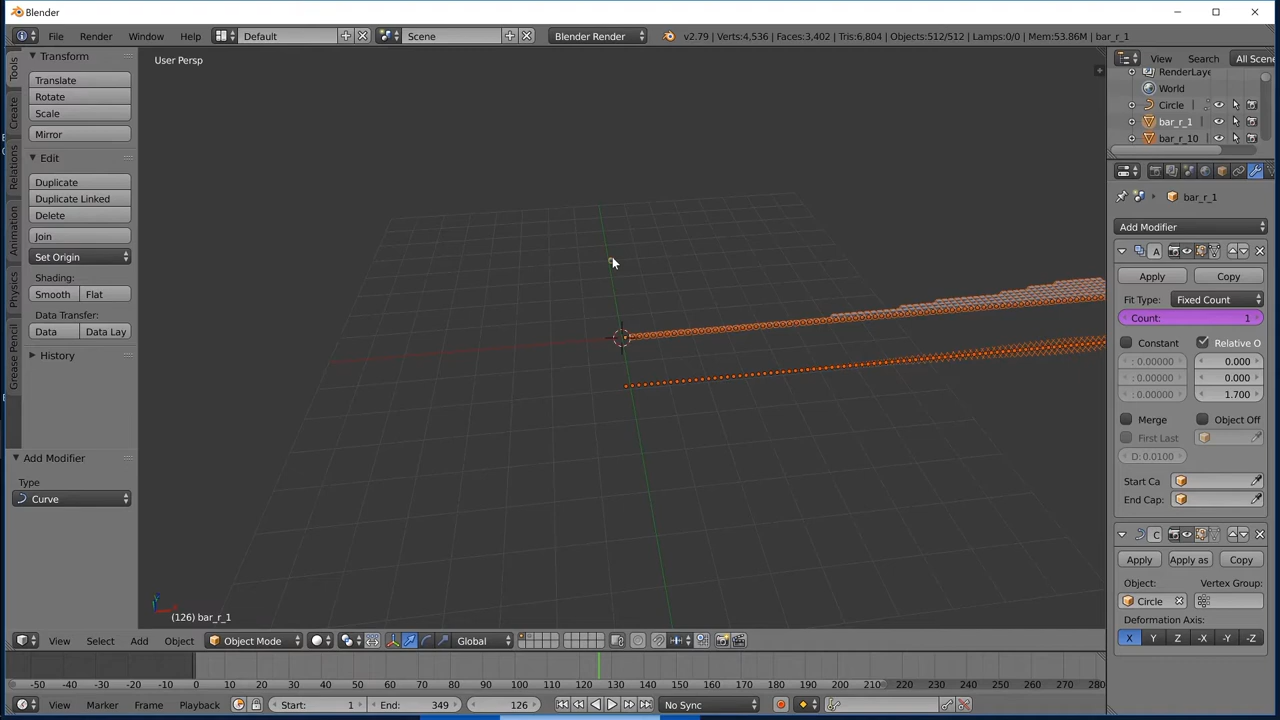 Blender
File Render Window Help Default Scene Blender Render v2.79 | Verts:4,536 | Faces:3,402 | Tris:6,804 | Objects:512/512 | Lamps:0/0 | Mem:53.86M | bar_r_1
Tools
Create
Relations
Animation
Physics
Grease Pencil
Transform
Translate
Rotate
Scale
Mirror
Edit
Duplicate
Duplicate Linked
Delete
Join
Set Origin
Shading:
Smooth Flat
Data Transfer:
Data Data Lay
History
Add Modifier
Type
Curve
User Persp
(126) bar_r_1
View Select Add Object Object Mode Global
View Search All Scene
RenderLaye
World
Circle
bar_r_1
bar_r_10
bar_r_1
Add Modifier
A
Apply Copy
Fit Type: Fixed Count
Count: 1
Constant Relative O
: 0.00000 0.000
: 0.00000 0.000
: 0.00000 1.700
Merge Object Off
First Last
D: 0.0100
Start Ca
End Cap:
C
Apply Apply as Copy
Object: Vertex Group:
Circle
Deformation Axis:
X Y Z -X -Y -Z
-50 -40 -30 -20 -10 0 10 20 30 40 50 60 70 80 90 100 110 120 130 140 150 160 170 180 190 200 210 220 230 240 250 260 270 280
View Marker Frame Playback Start: 1 End: 349 126 No Sync